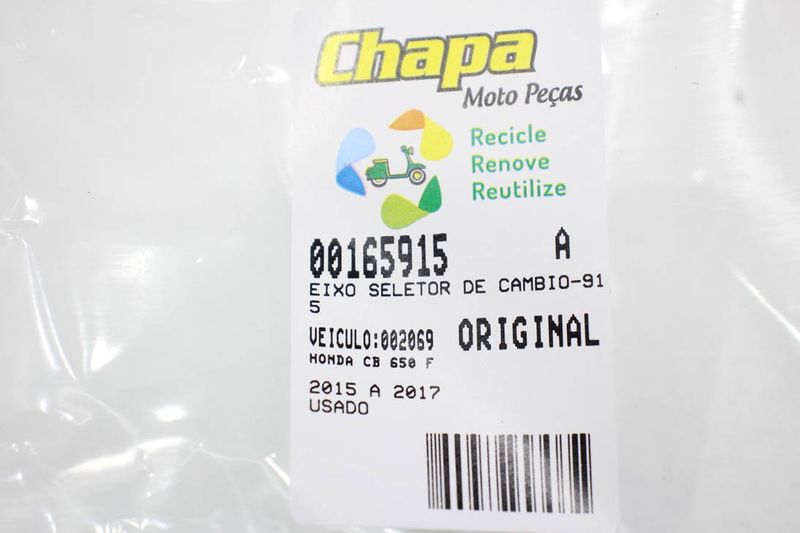 Chapa
Moto Peças
Recicle
Renove
Reutilize
00165915 A
EIXO SELETOR DE CAMBIO-91
5
VEICULO:002069 ORIGINAL
HONDA CB 650 F
2015 A 2017
USADO